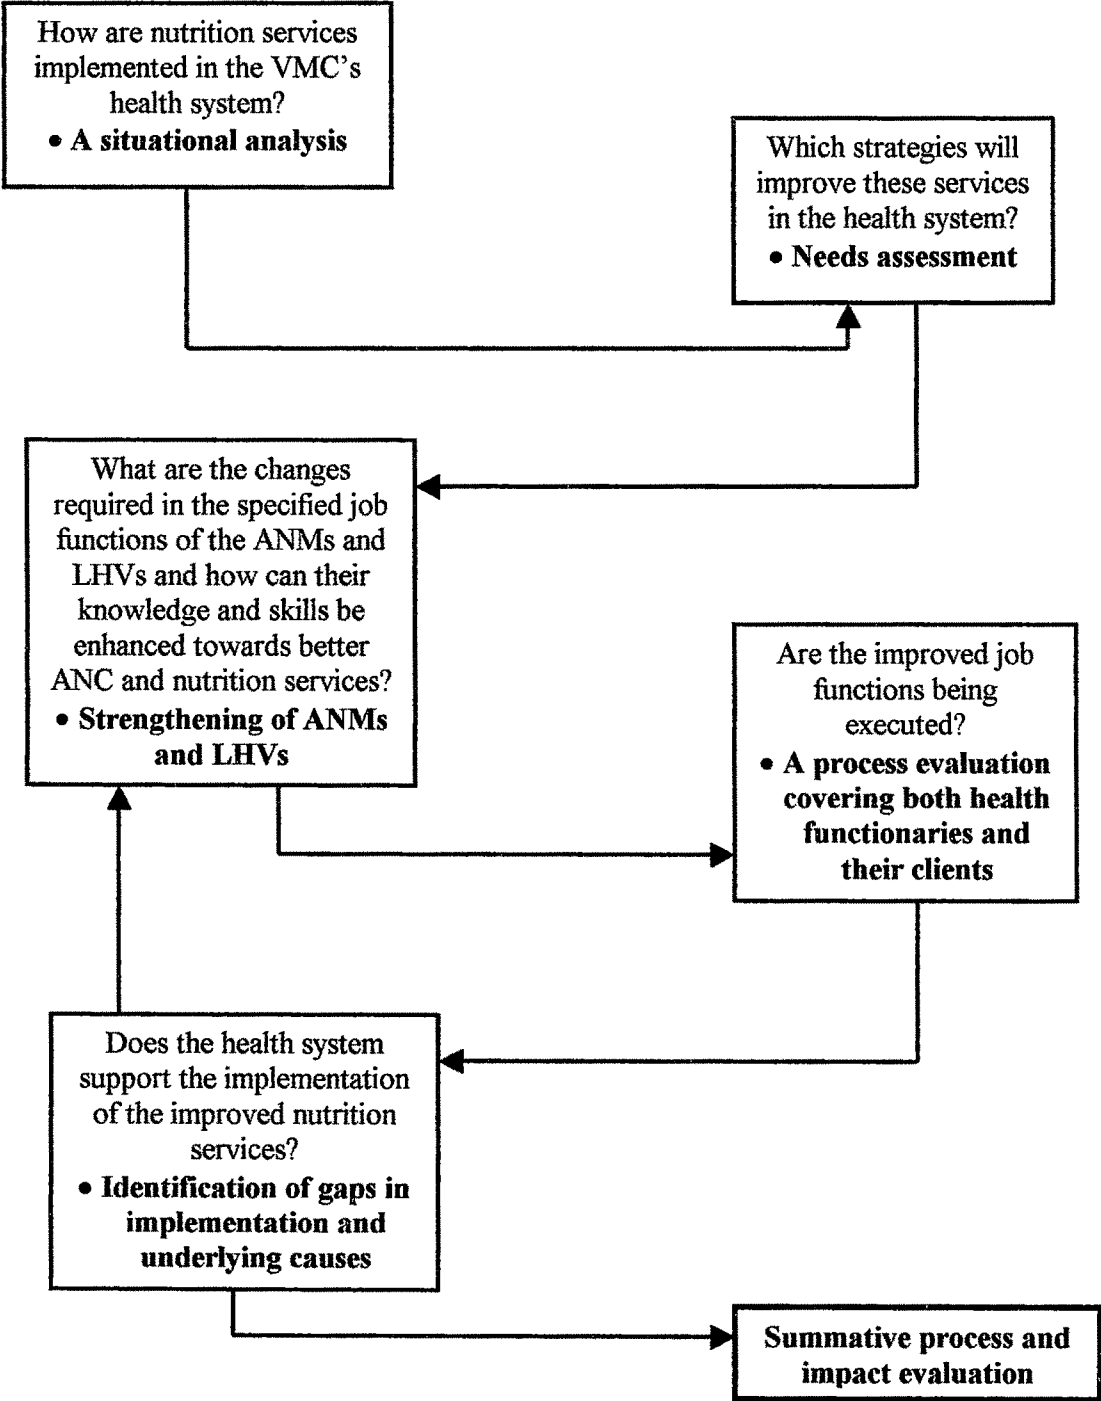 How are nutrition services
implemented in the VMC's
health system?
• A situational analysis
Which strategies will
improve these services
in the health system?
• Needs assessment
What are the changes
required in the specified job
functions of the ANMs and
LHVs and how can their
knowledge and skills be
enhanced towards better
ANC and nutrition services?
• Strengthening of ANMs
and LHVs
Are the improved job
functions being
executed?
• A process evaluation
covering both health
functionaries and
their clients
Does the health system
support the implementation
of the improved nutrition
services?
• Identification of gaps in
implementation and
underlying causes
Summative process and
impact evaluation